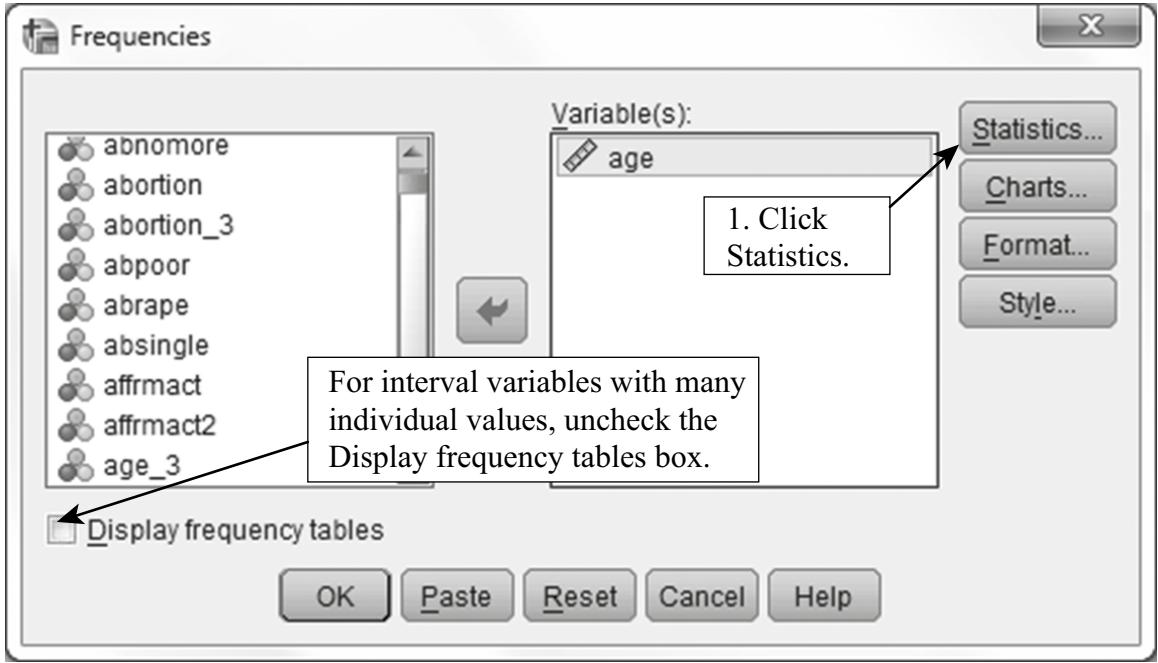 Frequencies
Variable(s):
abnomore
abortion
abortion_3
abpoor
abrape
absingle
affrmact
affrmact2
age_3
age
Statistics...
Charts...
Format...
Style...
1. Click
Statistics.
For interval variables with many
individual values, uncheck the
Display frequency tables box.
Display frequency tables
OK Paste Reset Cancel Help